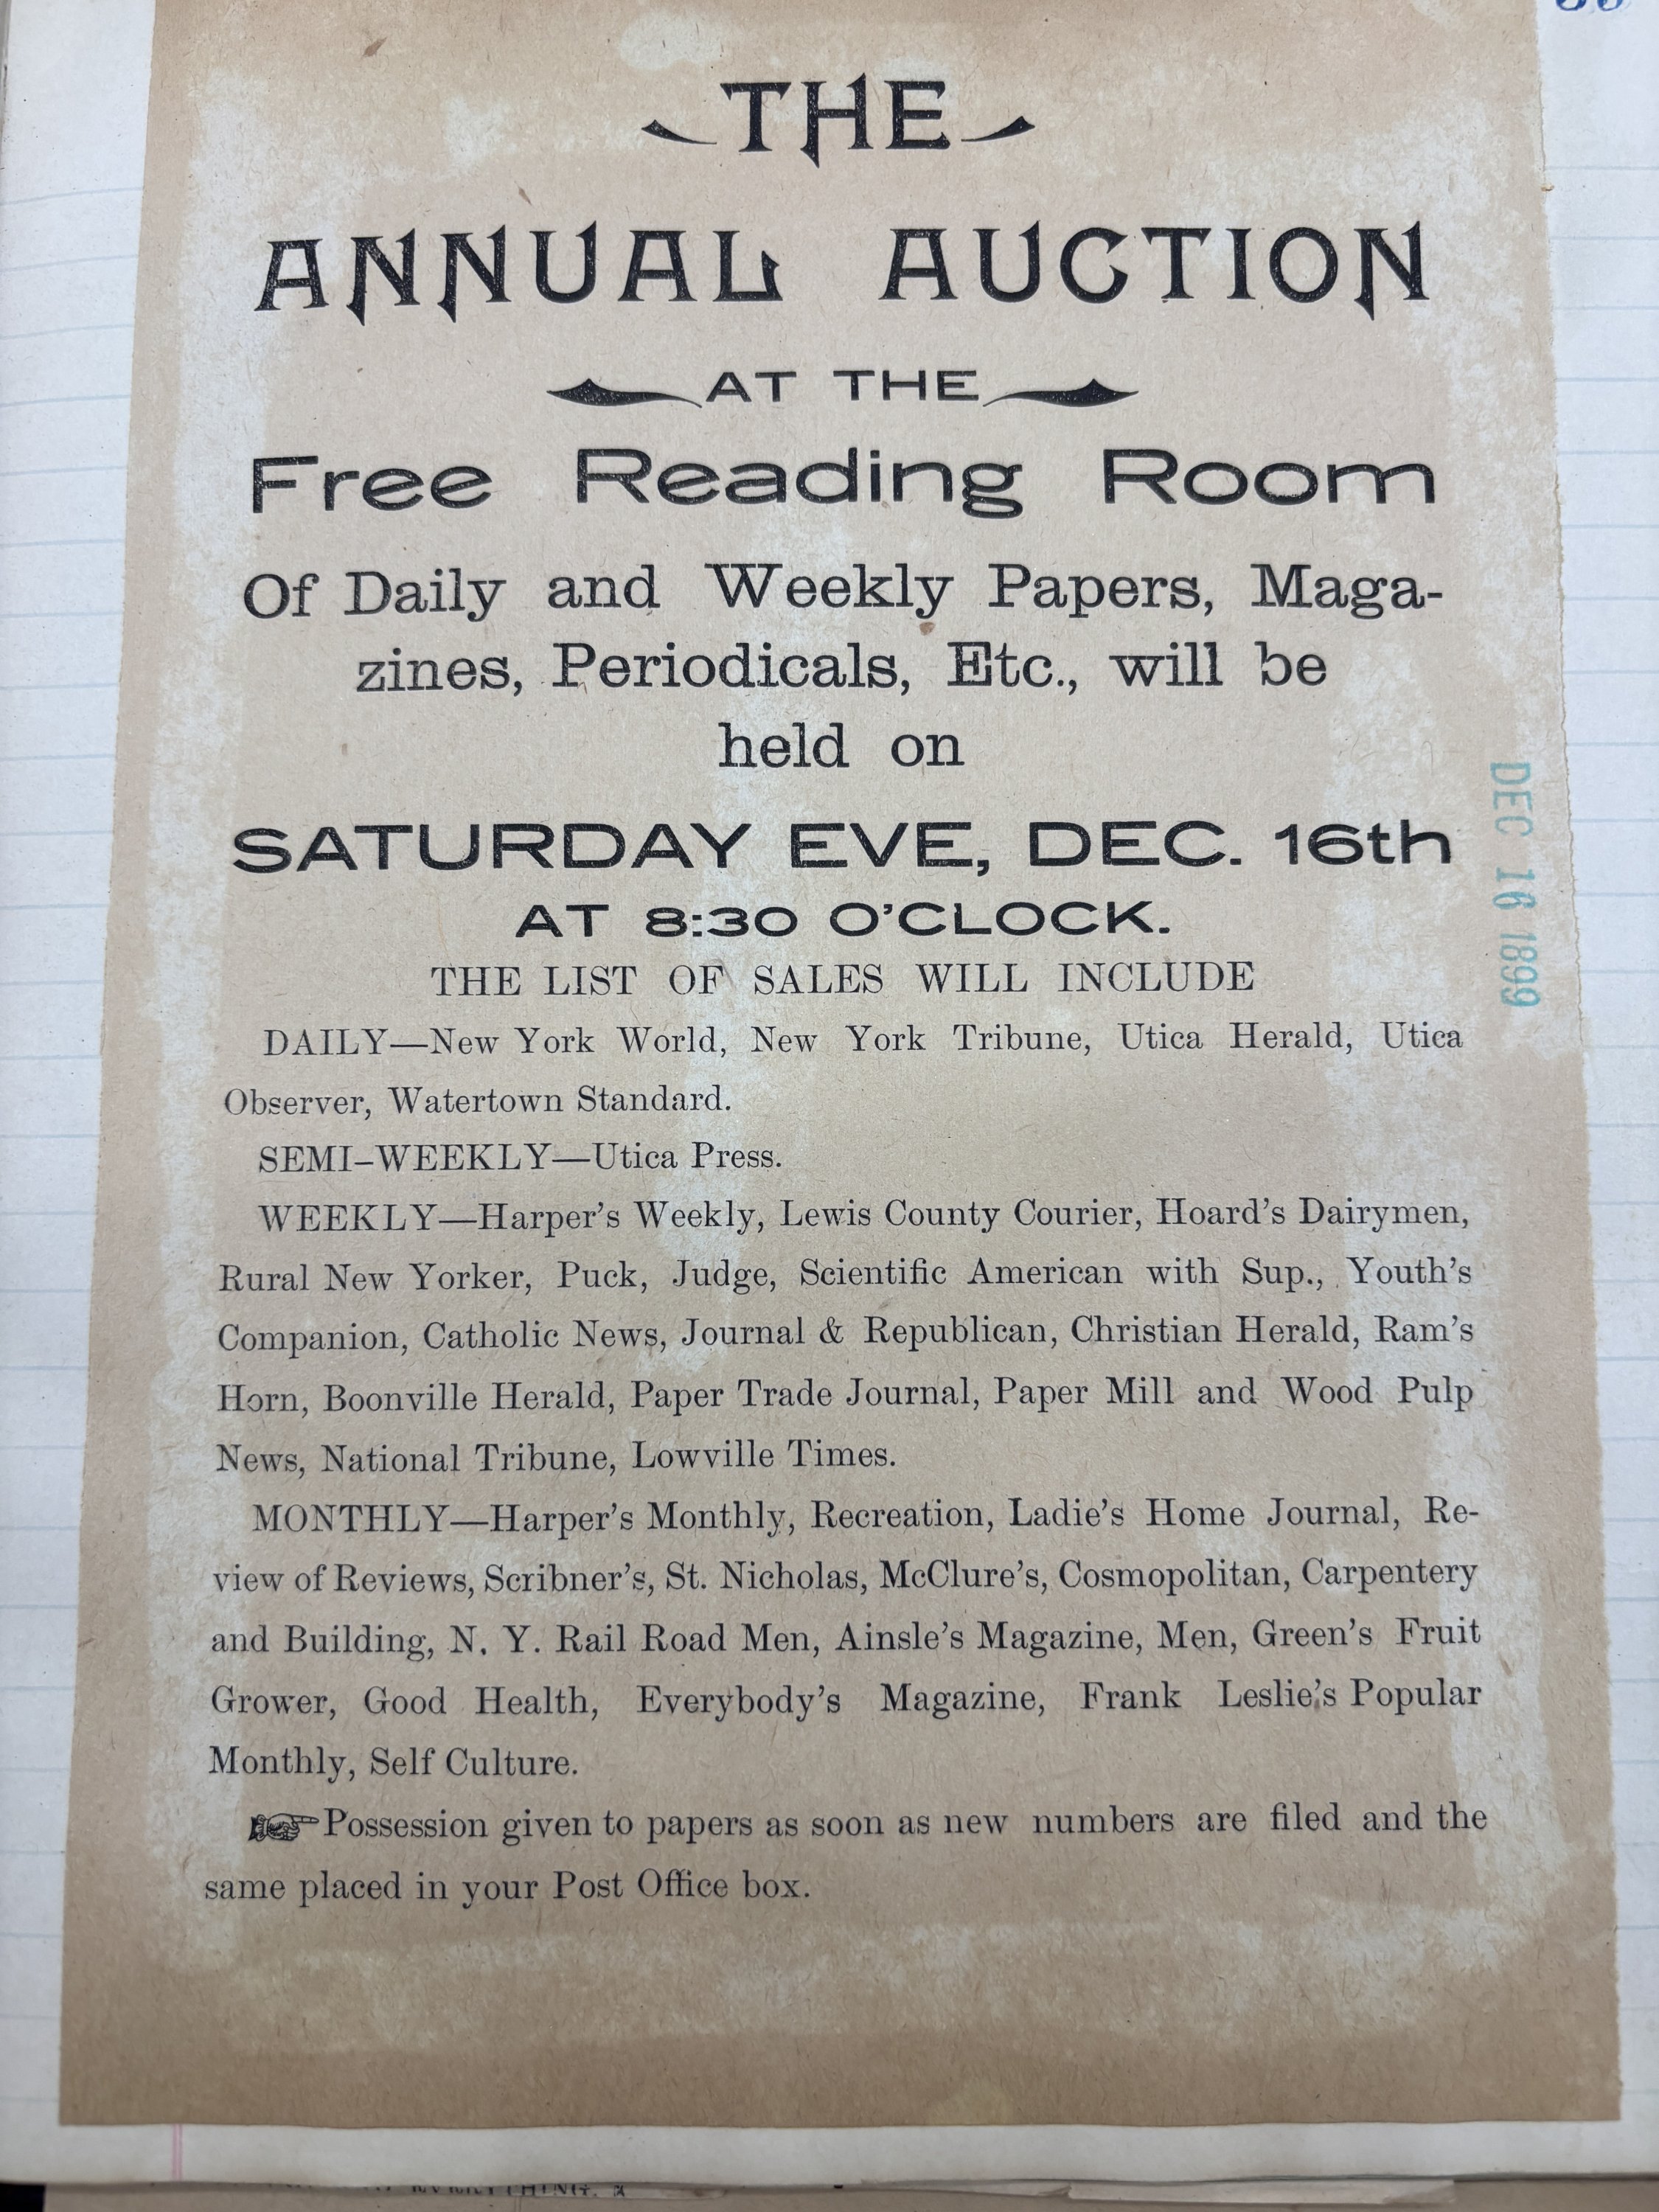 THE
ANNUAL AUCTION
AT THE
Free Reading Room
Of Daily and Weekly Papers, Maga-
zines, Periodicals, Etc., will be
held on
SATURDAY EVE, DEC. 16th
AT 8:30 O'CLOCK.
DEC 16 1899
THE LIST OF SALES WILL INCLUDE
DAILY—New York World, New York Tribune, Utica Herald, Utica
Observer, Watertown Standard.
SEMI-WEEKLY—Utica Press.
WEEKLY—Harper's Weekly, Lewis County Courier, Hoard's Dairymen,
Rural New Yorker, Puck, Judge, Scientific American with Sup., Youth's
Companion, Catholic News, Journal & Republican, Christian Herald, Ram's
Horn, Boonville Herald, Paper Trade Journal, Paper Mill and Wood Pulp
News, National Tribune, Lowville Times.
MONTHLY—Harper's Monthly, Recreation, Ladie's Home Journal, Re-
view of Reviews, Scribner's, St. Nicholas, McClure's, Cosmopolitan, Carpentery
and Building, N. Y. Rail Road Men, Ainsle's Magazine, Men, Green's Fruit
Grower, Good Health, Everybody's Magazine, Frank Leslie's Popular
Monthly, Self Culture.
☞Possession given to papers as soon as new numbers are filed and the
same placed in your Post Office box.